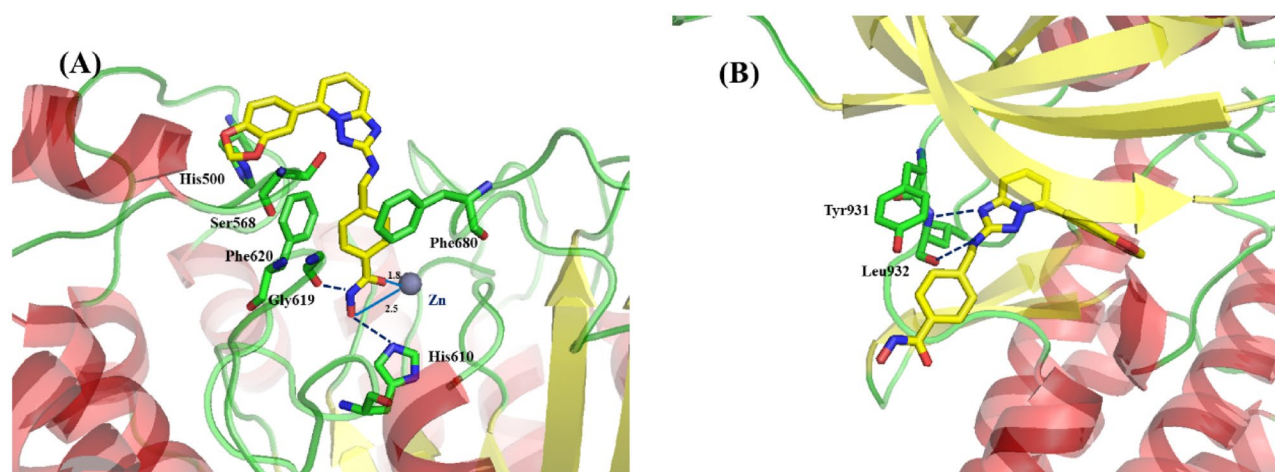 (A)
His500
Ser568
Phe620
Gly619
Phe680
1.8
Zn
2.5
His610
(B)
Tyr931
Leu932